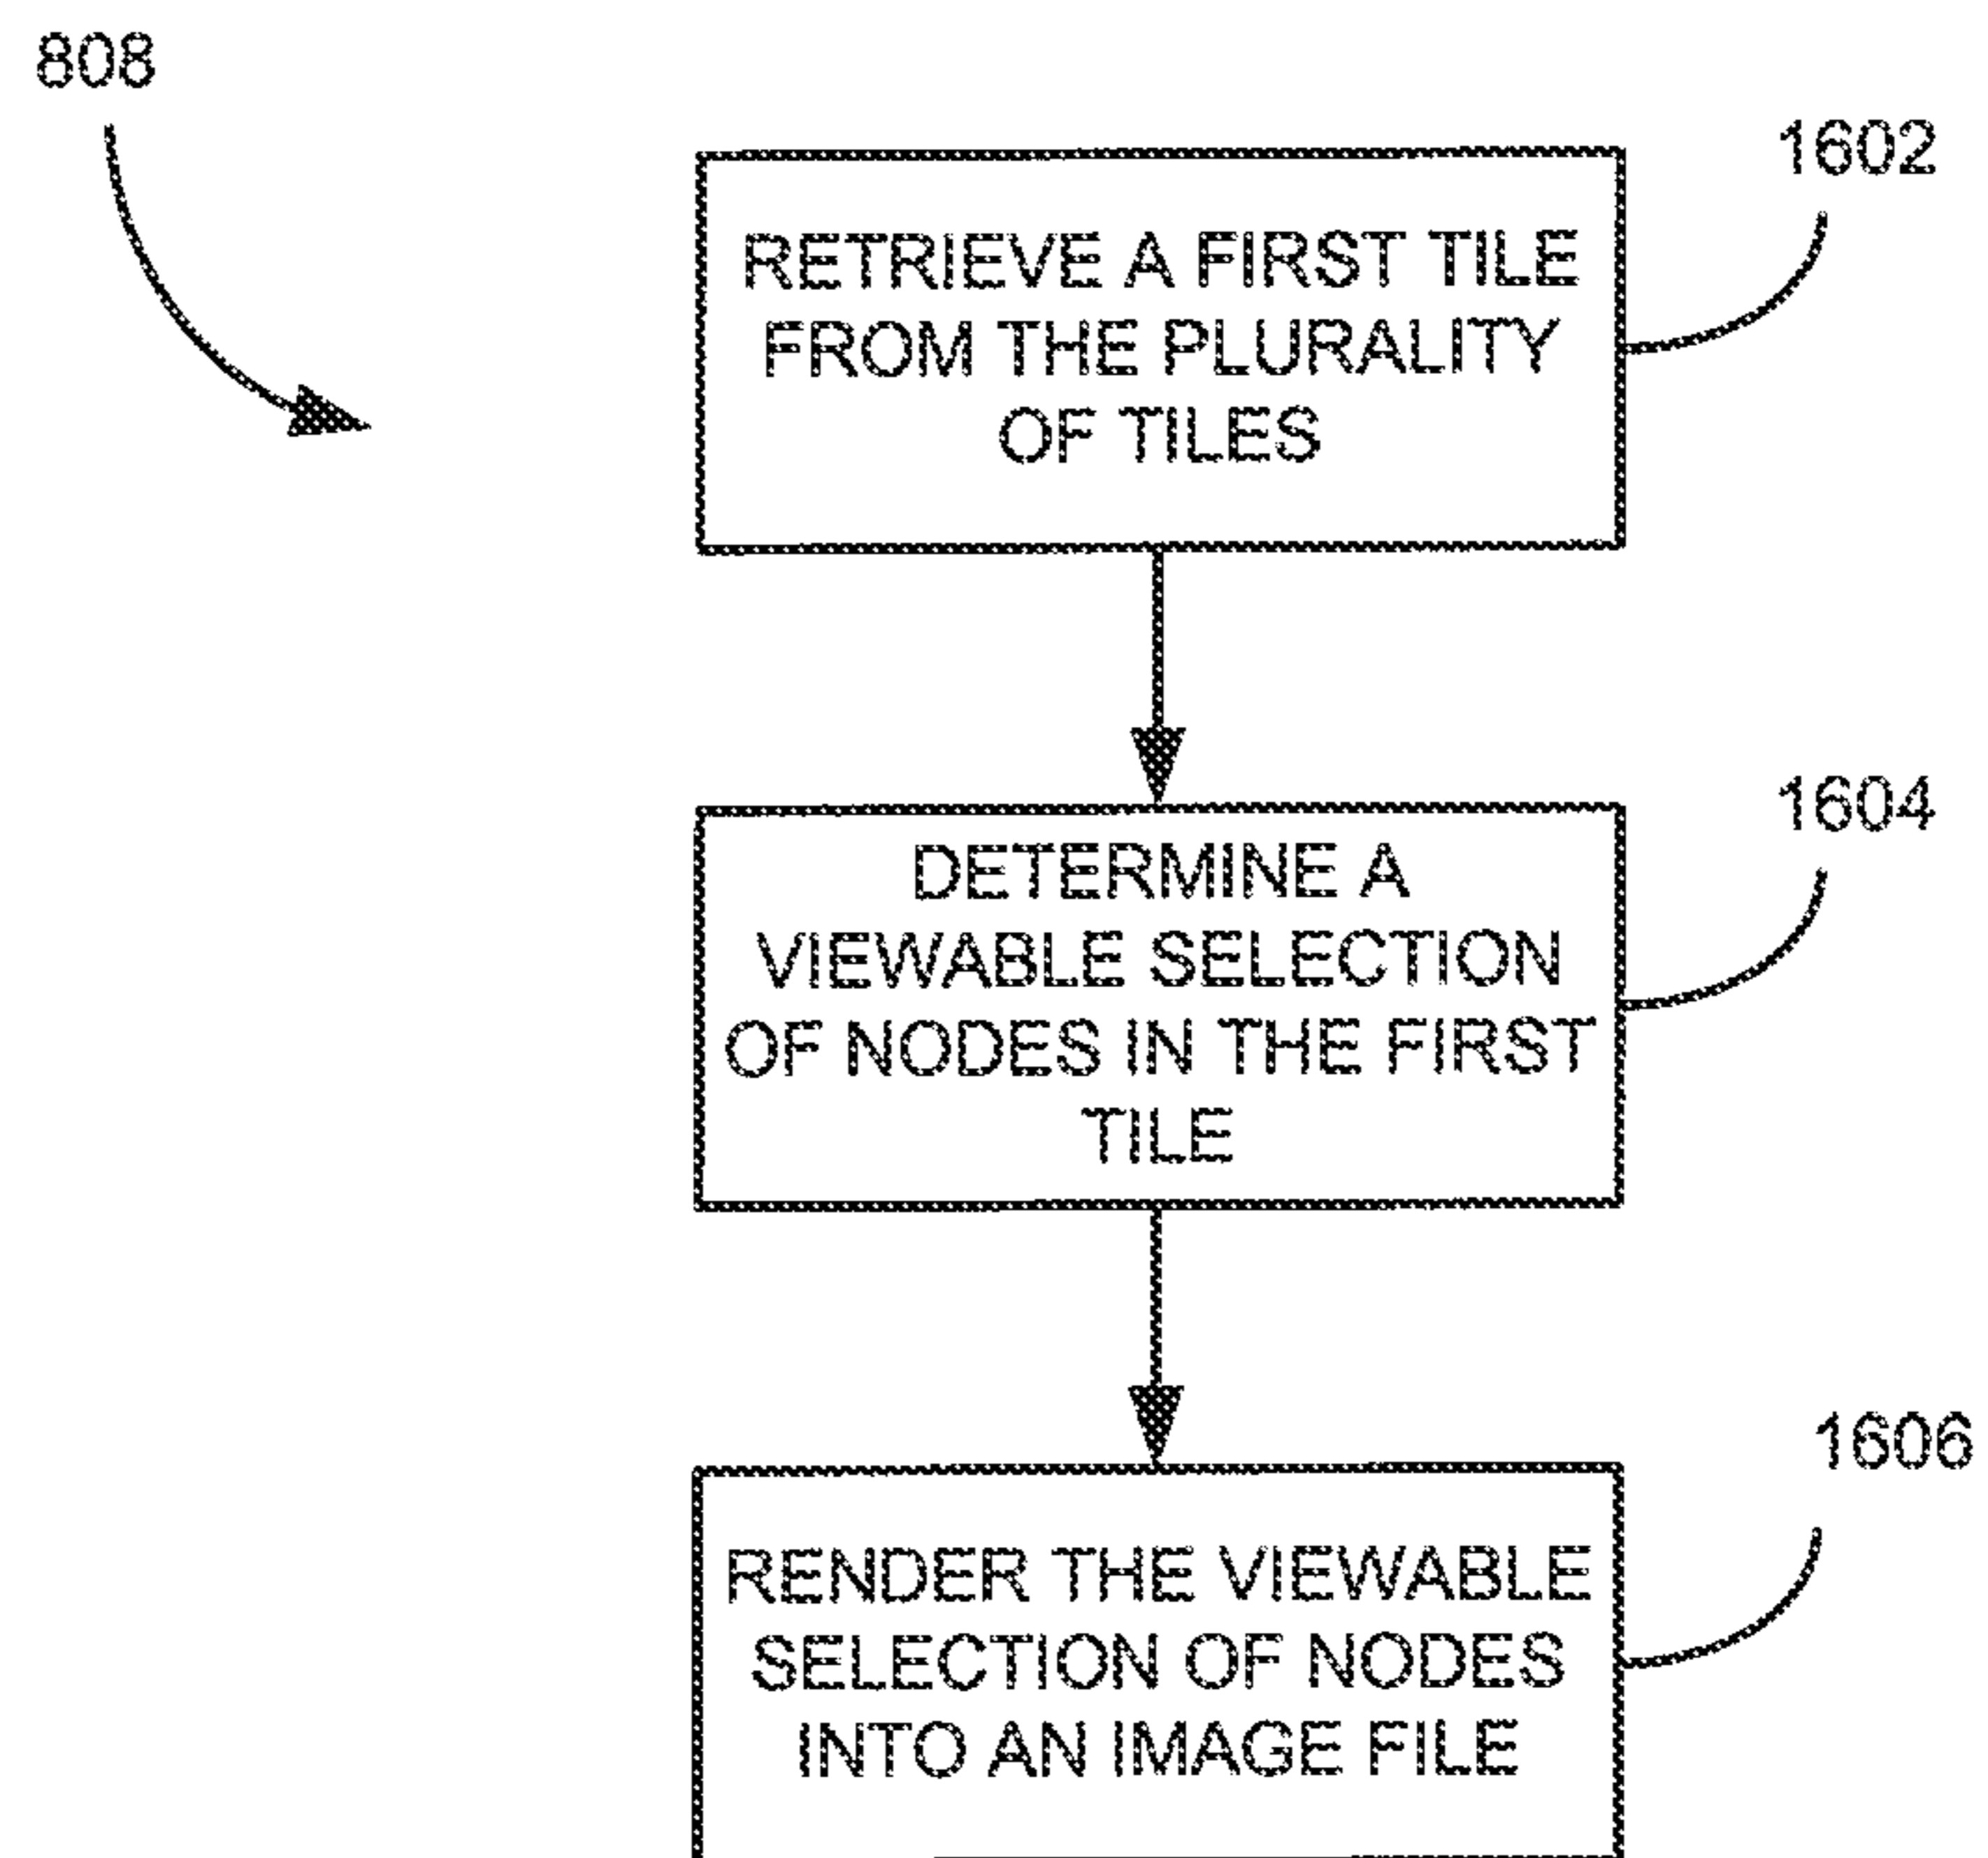 808
1602
RETRIEVE A FIRST TILE
FROM THE PLURALITY
OF TILES
1604
DETERMINE A
VIEWABLE SELECTION
OF NODES IN THE FIRST
TILE
1606
RENDER THE VIEWABLE
SELECTION OF NODES
INTO AN IMAGE FILE